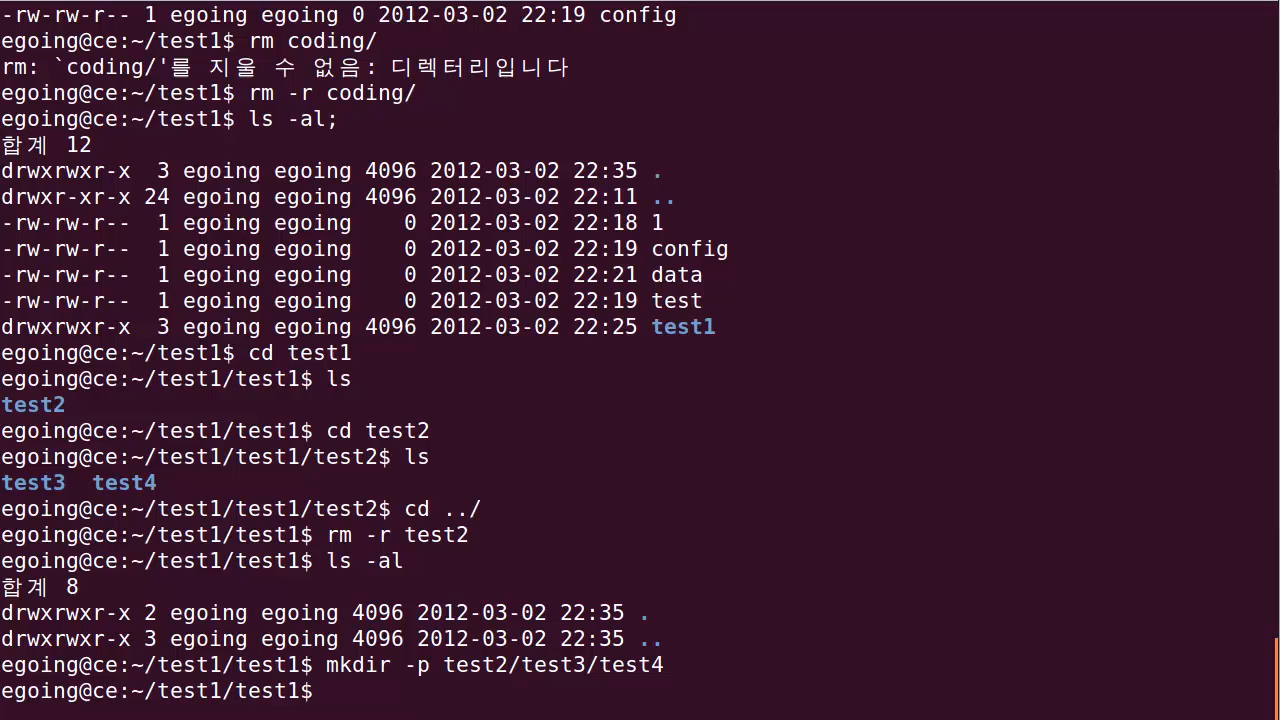 -rw-rw-r-- 1 egoing egoing 0 2012-03-02 22:19 config
egoing@ce:~/test1$ rm coding/
rm: `coding/'를 지울 수 없음: 디렉터리입니다
egoing@ce:~/test1$ rm -r coding/
egoing@ce:~/test1$ ls -al;
합계 12
drwxrwxr-x  3 egoing egoing 4096 2012-03-02 22:35 .
drwxr-xr-x 24 egoing egoing 4096 2012-03-02 22:11 ..
-rw-rw-r--  1 egoing egoing    0 2012-03-02 22:18 1
-rw-rw-r--  1 egoing egoing    0 2012-03-02 22:19 config
-rw-rw-r--  1 egoing egoing    0 2012-03-02 22:21 data
-rw-rw-r--  1 egoing egoing    0 2012-03-02 22:19 test
drwxrwxr-x  3 egoing egoing 4096 2012-03-02 22:25 test1
egoing@ce:~/test1$ cd test1
egoing@ce:~/test1/test1$ ls
test2
egoing@ce:~/test1/test1$ cd test2
egoing@ce:~/test1/test1/test2$ ls
test3  test4
egoing@ce:~/test1/test1/test2$ cd ../
egoing@ce:~/test1/test1$ rm -r test2
egoing@ce:~/test1/test1$ ls -al
합계 8
drwxrwxr-x 2 egoing egoing 4096 2012-03-02 22:35 .
drwxrwxr-x 3 egoing egoing 4096 2012-03-02 22:35 ..
egoing@ce:~/test1/test1$ mkdir -p test2/test3/test4
egoing@ce:~/test1/test1$